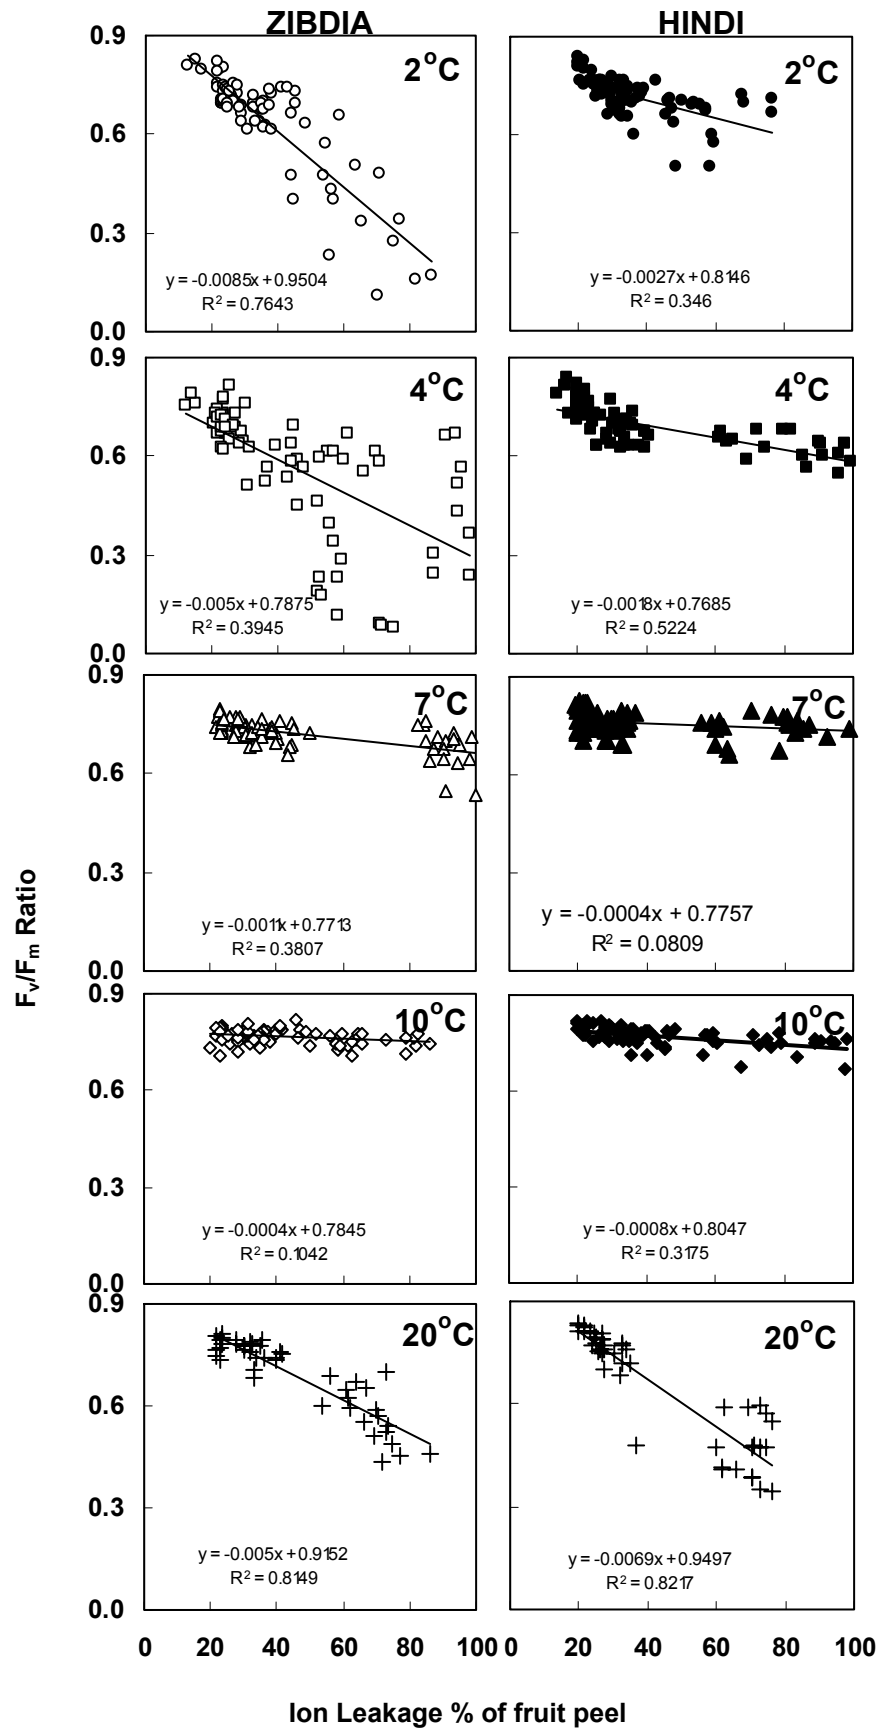 ZIBDIA HINDI
0.9
2°C 2°C
0.6
0.3
y = -0.0085x + 0.9504 y = -0.0027x + 0.8146
R² = 0.7643 R² = 0.346
0.0
0.9
4°C 4°C
0.6
0.3
y = -0.005x + 0.7875 y = -0.0018x + 0.7685
R² = 0.3945 R² = 0.5224
0.0
0.9
7°C 7°C
0.6
0.3
y = -0.0011x + 0.7713 y = -0.0004x + 0.7757
R² = 0.3807 R² = 0.0809
0.0
Fv/Fm Ratio
0.9
10°C 10°C
0.6
0.3
y = -0.0004x + 0.7845 y = -0.0008x + 0.8047
R² = 0.1042 R² = 0.3175
0.0
0.9
20°C 20°C
0.6
0.3
y = -0.005x + 0.9152 y = -0.0069x + 0.9497
R² = 0.8149 R² = 0.8217
0.0
0 20 40 60 80 100 0 20 40 60 80 100
Ion Leakage % of fruit peel